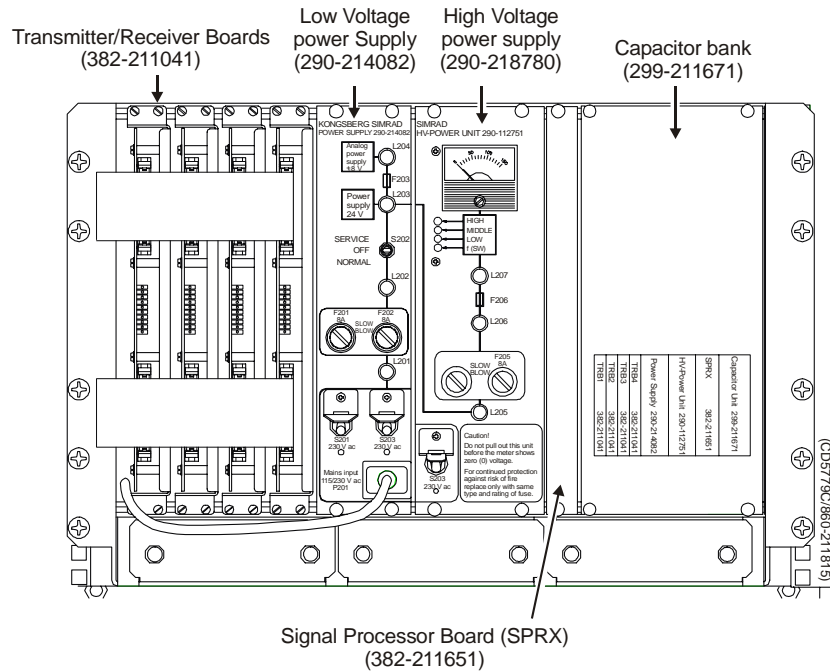 Transmitter/Receiver Boards
(382-211041)
Low Voltage
power Supply
(290-214082)
High Voltage
power supply
(290-218780)
Capacitor bank
(299-211671)
KONGSBERG SIMRAD
POWER SUPPLY 290-214082
Analog
power
supply
18 V
L204
F203
Power
supply
24 V
L203
SERVICE
OFF
NORMAL
S202
L202
F201
8A
SLOW
BLOW
F202
8A
L201
S201
230 V ac
S203
230 V ac
Mains input
115/230 V ac
P201
SIMRAD
HV-POWER UNIT 290-112751
0 50 100 150
HIGH
MIDDLE
LOW
f (SW)
L207
F206
L206
SLOW
BLOW
F205
8A
L205
S203
230 V ac
Caution!
Do not pull out this unit
before the meter shows
zero (0) voltage.
For continued protection
against risk of fire
replace only with same
type and rating of fuse.
Capacitor Unit 299-211671
SPRX 382-211651
HV-Power Unit 290-112751
Power Supply 290-214082
TRB4 382-211041
TRB3 382-211041
TRB2 382-211041
TRB1 382-211041
(CD5779C/860-211815)
Signal Processor Board (SPRX)
(382-211651)